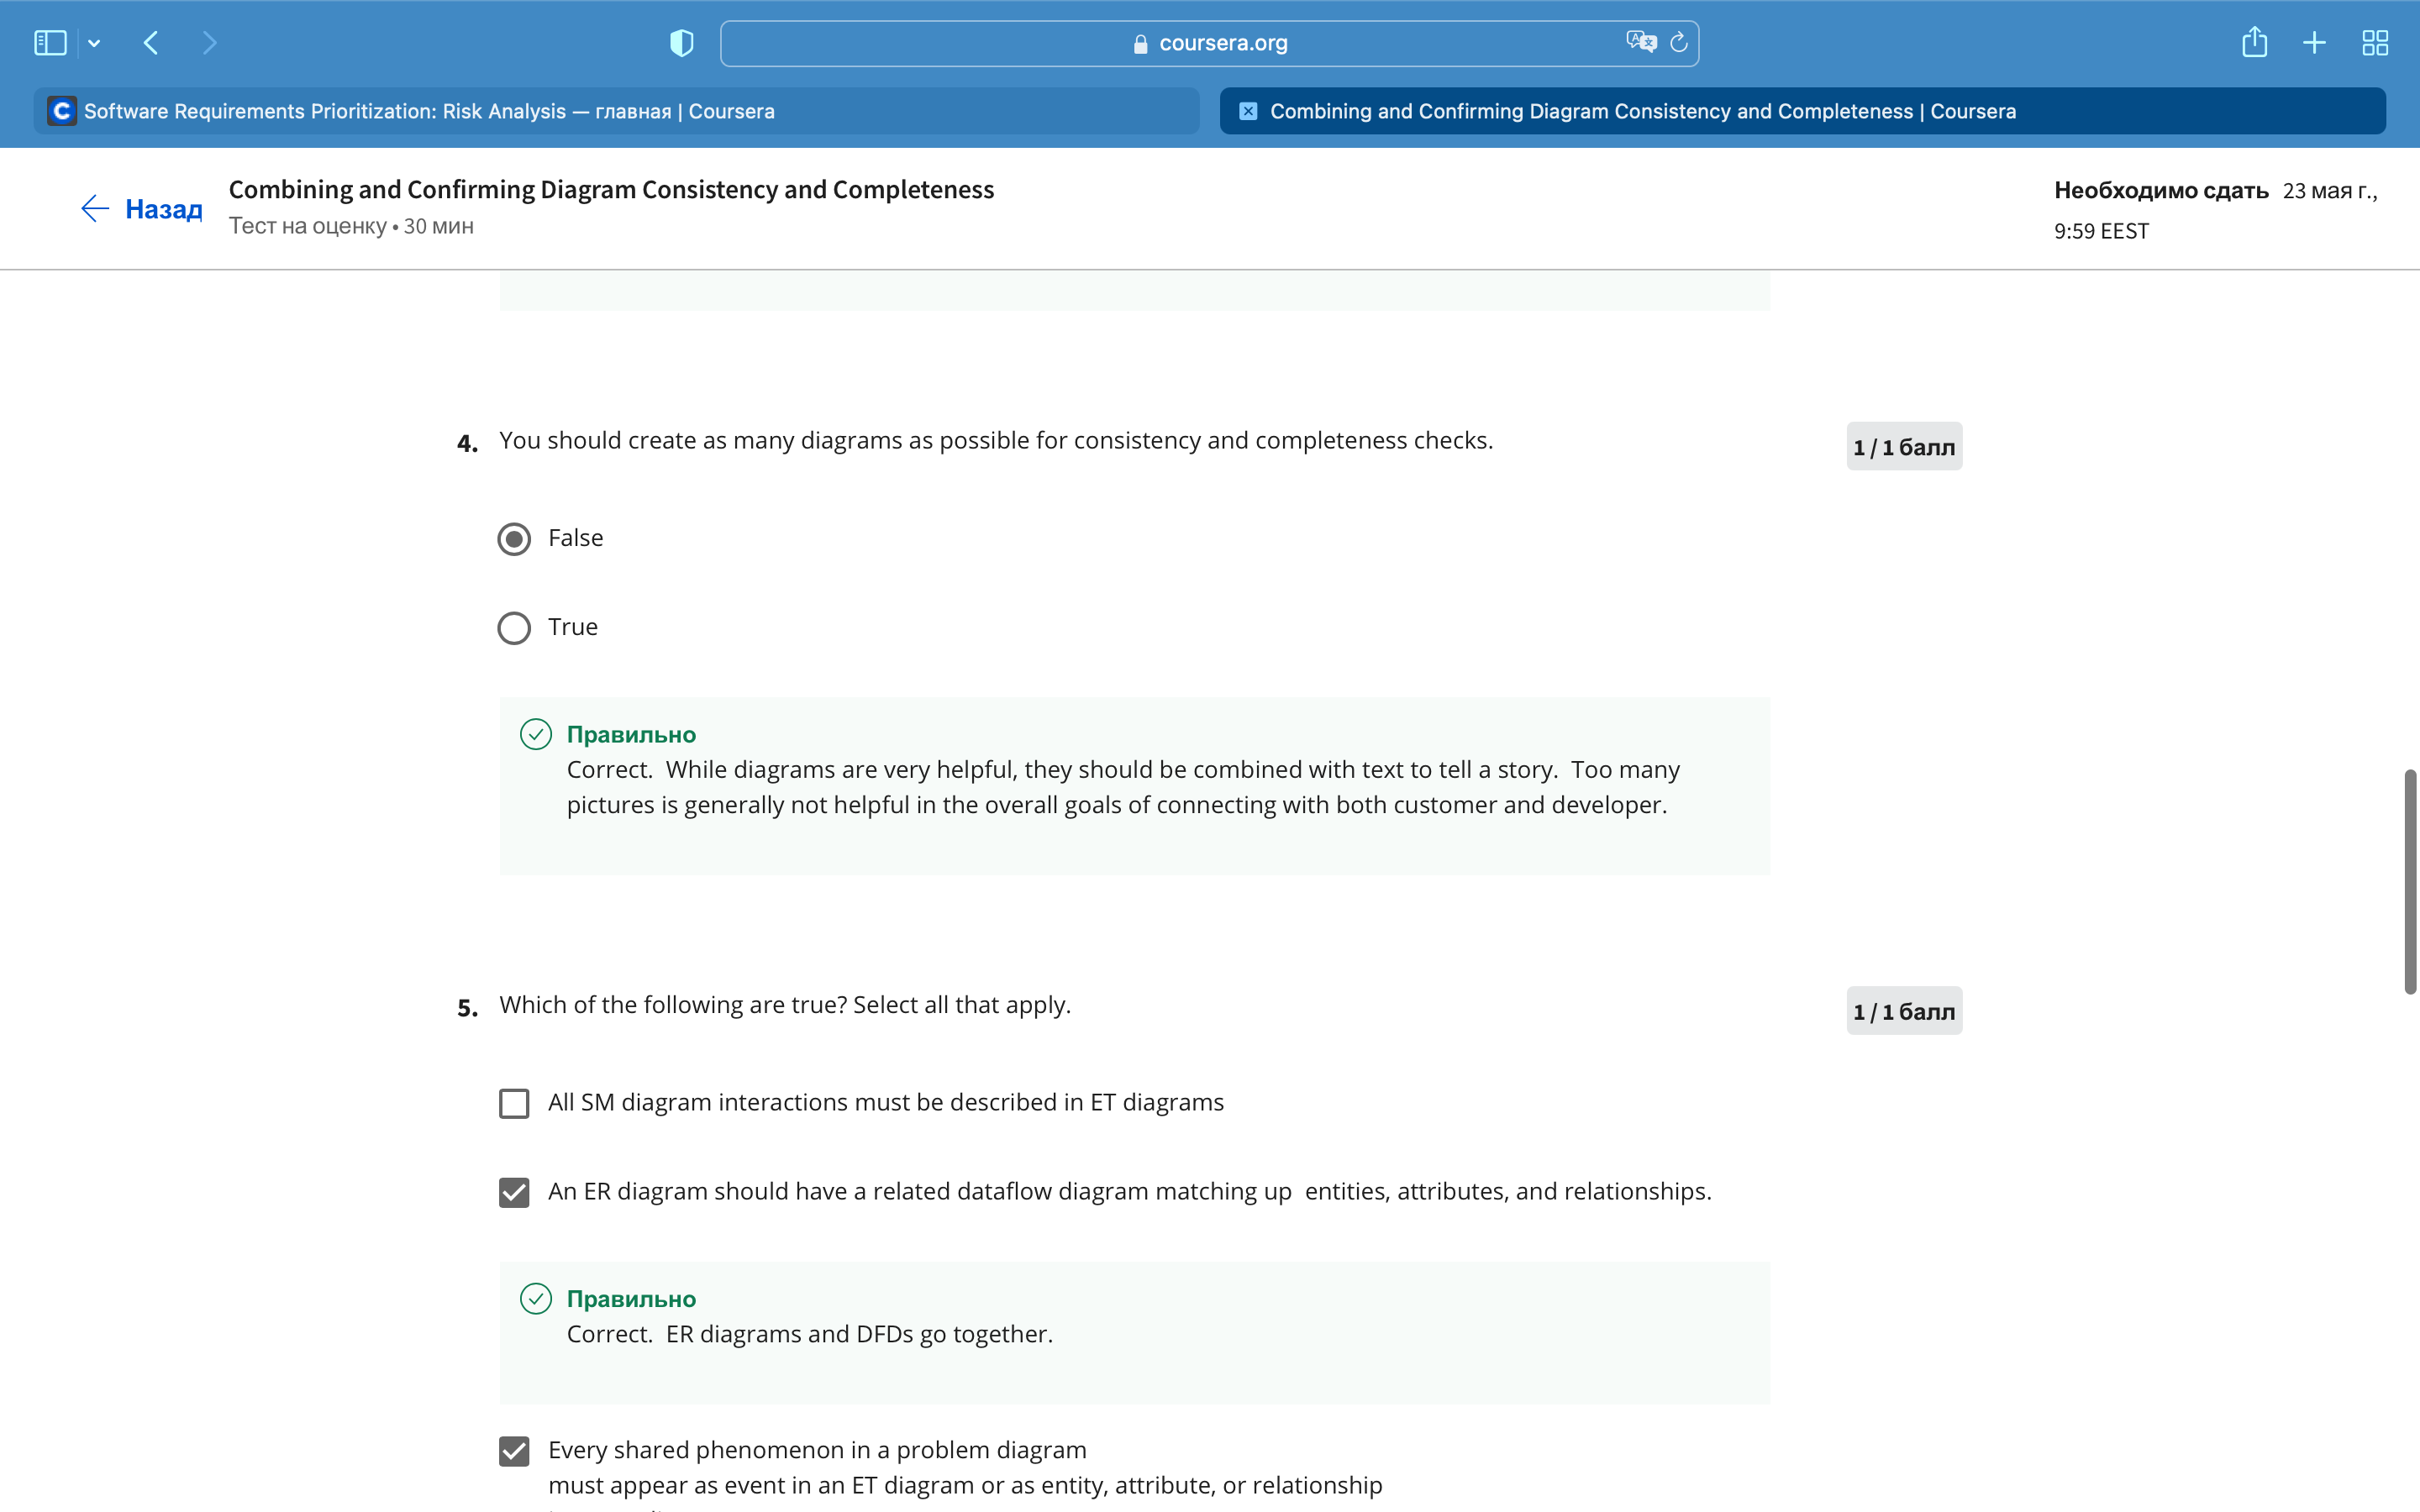 coursera.org
Software Requirements Prioritization: Risk Analysis — главная | Coursera
Combining and Confirming Diagram Consistency and Completeness | Coursera
Назад
Combining and Confirming Diagram Consistency and Completeness
Тест на оценку • 30 мин
Необходимо сдать 23 мая г.,
9:59 EEST
4. You should create as many diagrams as possible for consistency and completeness checks.
1 / 1 балл
False
True
Правильно
Correct. While diagrams are very helpful, they should be combined with text to tell a story. Too many
pictures is generally not helpful in the overall goals of connecting with both customer and developer.
5. Which of the following are true? Select all that apply.
1 / 1 балл
All SM diagram interactions must be described in ET diagrams
An ER diagram should have a related dataflow diagram matching up entities, attributes, and relationships.
Правильно
Correct. ER diagrams and DFDs go together.
Every shared phenomenon in a problem diagram
must appear as event in an ET diagram or as entity, attribute, or relationship